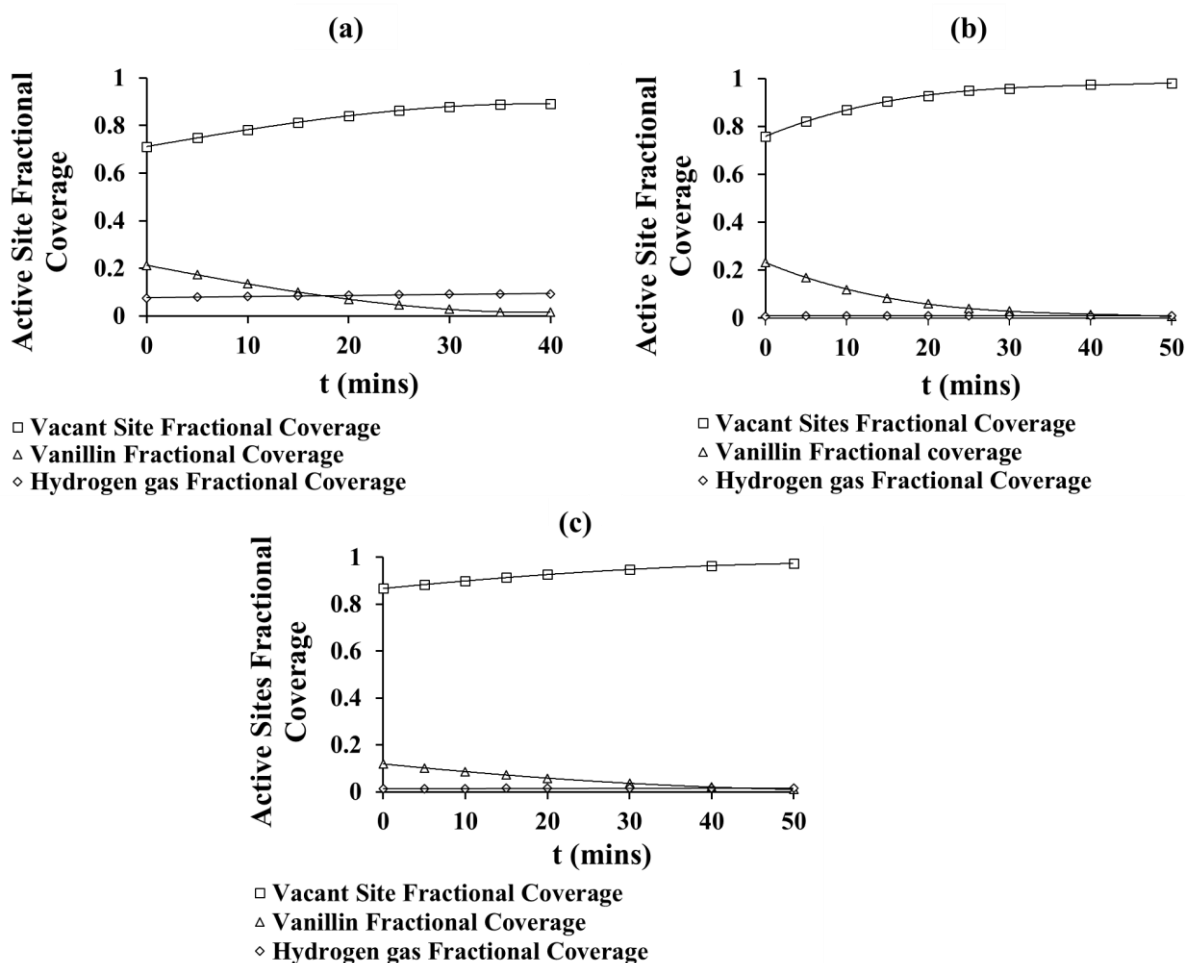 (a)
Active Site Fractional
Coverage
1
0.8
0.6
0.4
0.2
0
0 10 20 30 40
t (mins)
□ Vacant Site Fractional Coverage
△ Vanillin Fractional Coverage
◇ Hydrogen gas Fractional Coverage
(b)
Active Site Fractional
Coverage
1
0.8
0.6
0.4
0.2
0
0 10 20 30 40 50
t (mins)
□ Vacant Sites Fractional Coverage
△ Vanillin Fractional coverage
◇ Hydrogen gas Fractional Coverage
(c)
Active Sites Fractional
Coverage
1
0.8
0.6
0.4
0.2
0
0 10 20 30 40 50
t (mins)
□ Vacant Site Fractional Coverage
△ Vanillin Fractional Coverage
◇ Hydrogen gas Fractional Coverage